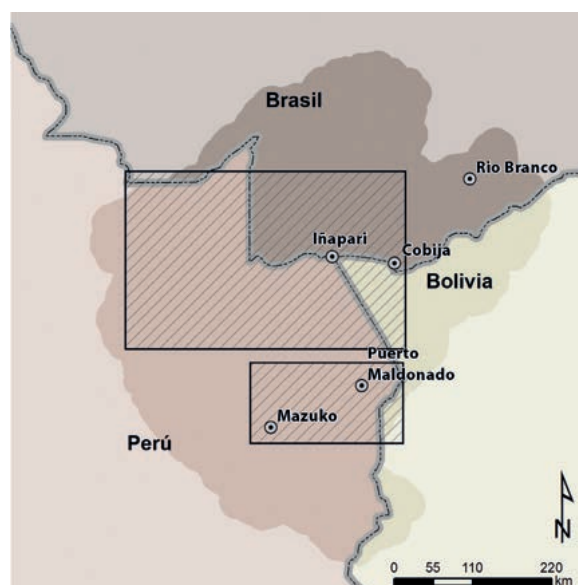 Brasil
Rio Branco
Iñapari
Cobija
Bolivia
Puerto
Maldonado
Mazuko
Perú
N
0 55 110 220
km